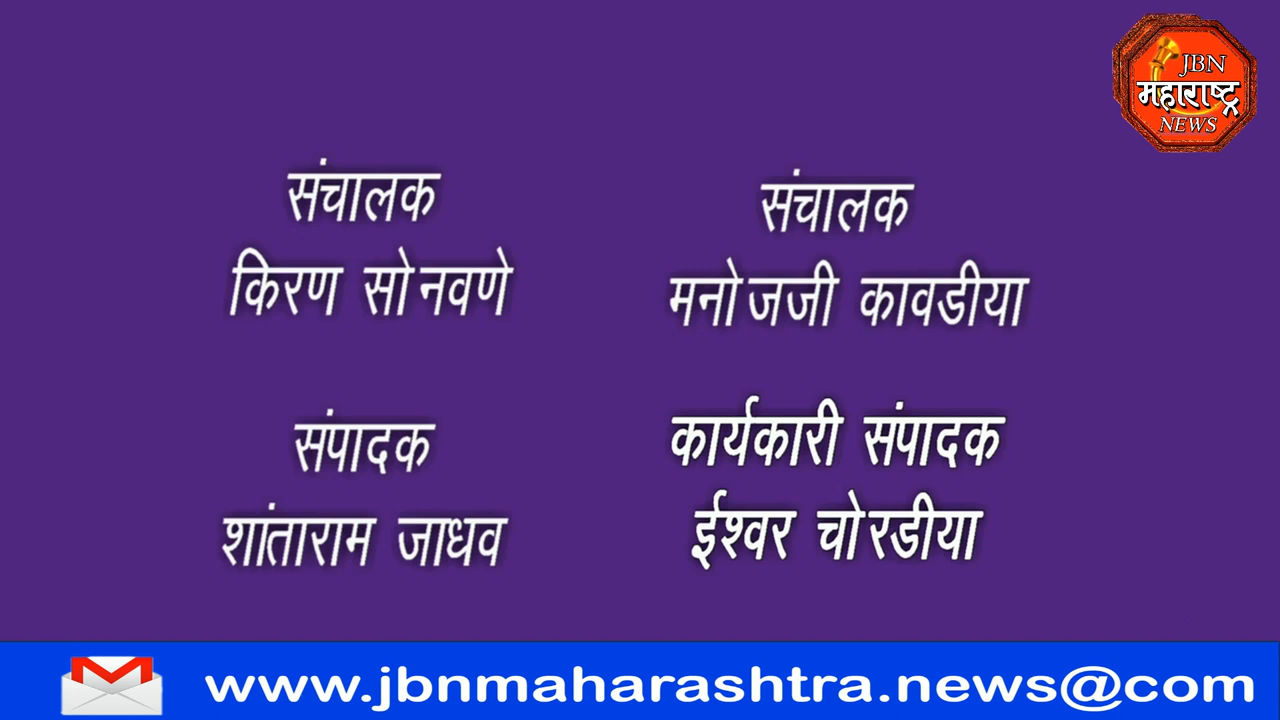 JBN
महाराष्ट्र
NEWS
संचालक
किरण सोनवणे
संचालक
मनोजजी कावडीया
संपादक
शांताराम जाधव
कार्यकारी संपादक
ईश्वर चोरडीया
www.jbnmaharashtra.news@com